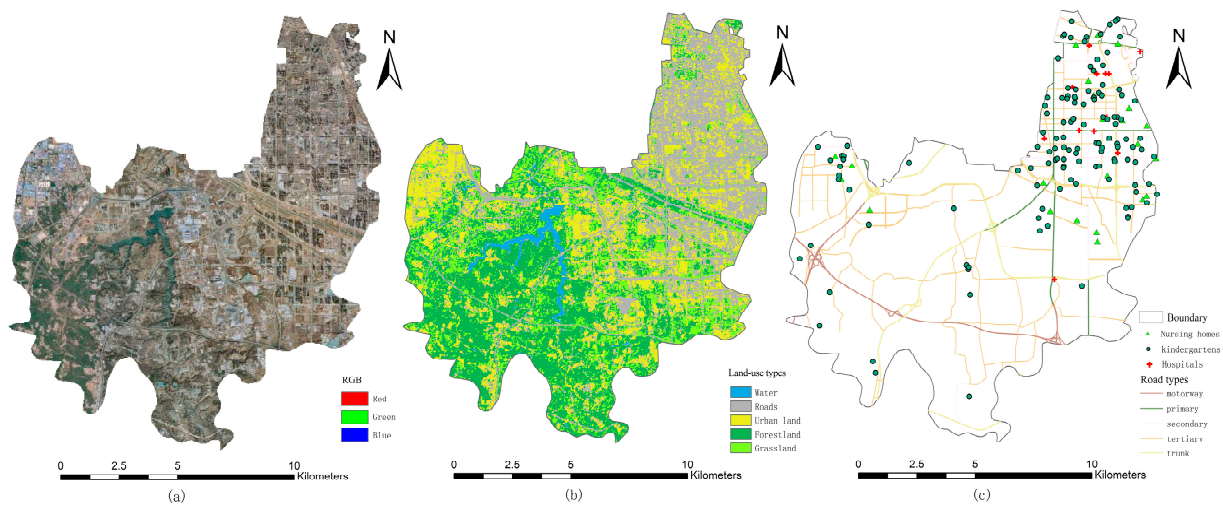 N
RGB
Red
Green
Blue
0 2.5 5 10
Kilometers
(a)
N
Land-use types
Water
Roads
Urban land
Forestland
Grassland
0 2.5 5 10
Kilometers
(b)
N
Boundary
Nursing homes
kindergartens
Hospitals
Road types
motorway
primary
secondary
tertiary
trunk
0 2.5 5 10
Kilometers
(c)